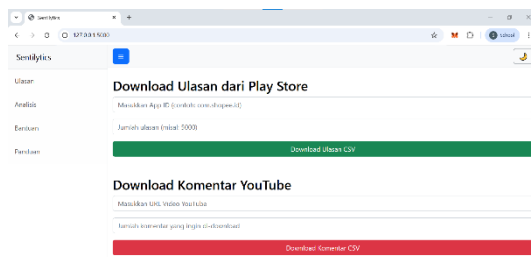 Sentilytics
127.0.0.1:5000
School
Sentilytics
Ulasan
Analisis
Bantuan
Panduan
Download Ulasan dari Play Store
Masukkan App ID (contoh: com.shopee.id)
Jumlah ulasan (misal: 5000)
Download Ulasan CSV
Download Komentar YouTube
Masukkan URL Video YouTube
Jumlah komentar yang ingin di-download
Download Komentar CSV